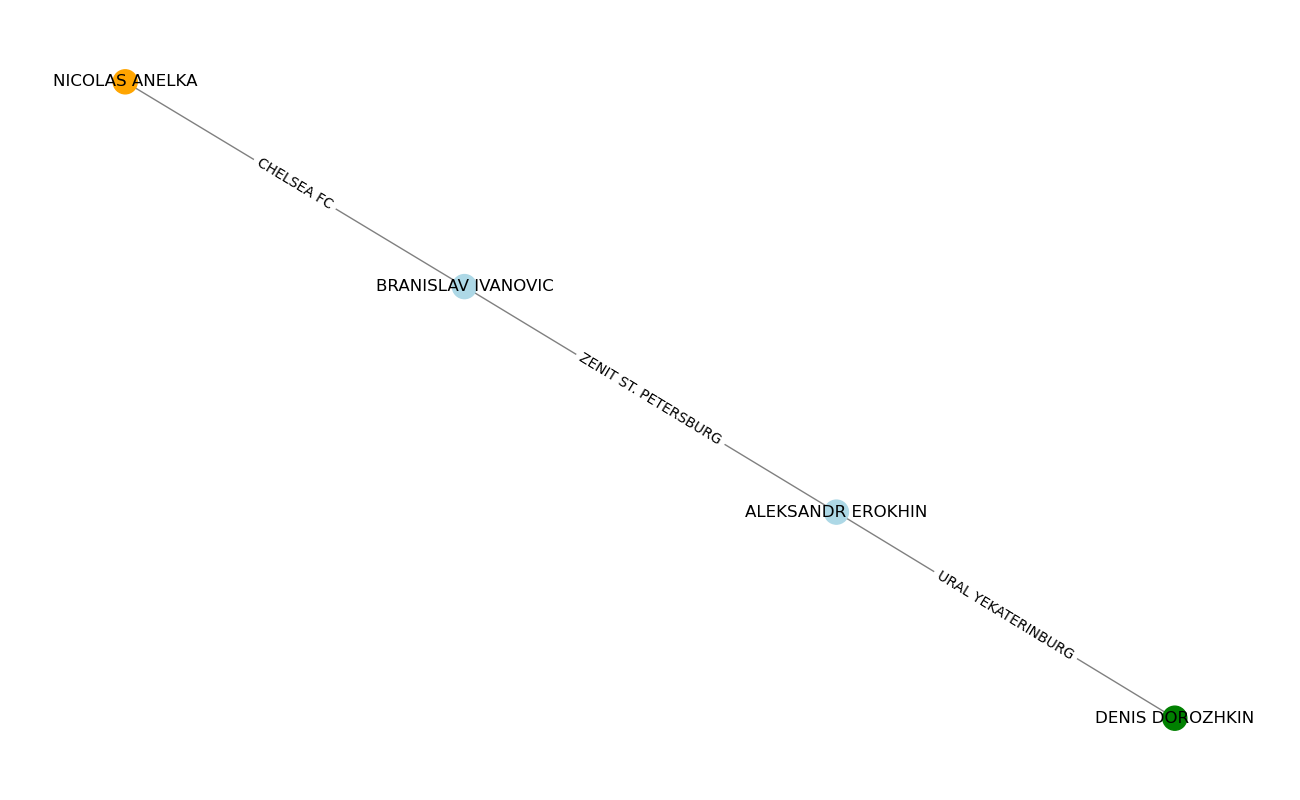 NICOLAS ANELKA
CHELSEA FC
BRANISLAV IVANOVIC
ZENIT ST. PETERSBURG
ALEKSANDR EROKHIN
URAL YEKATERINBURG
DENIS DOROZHKIN